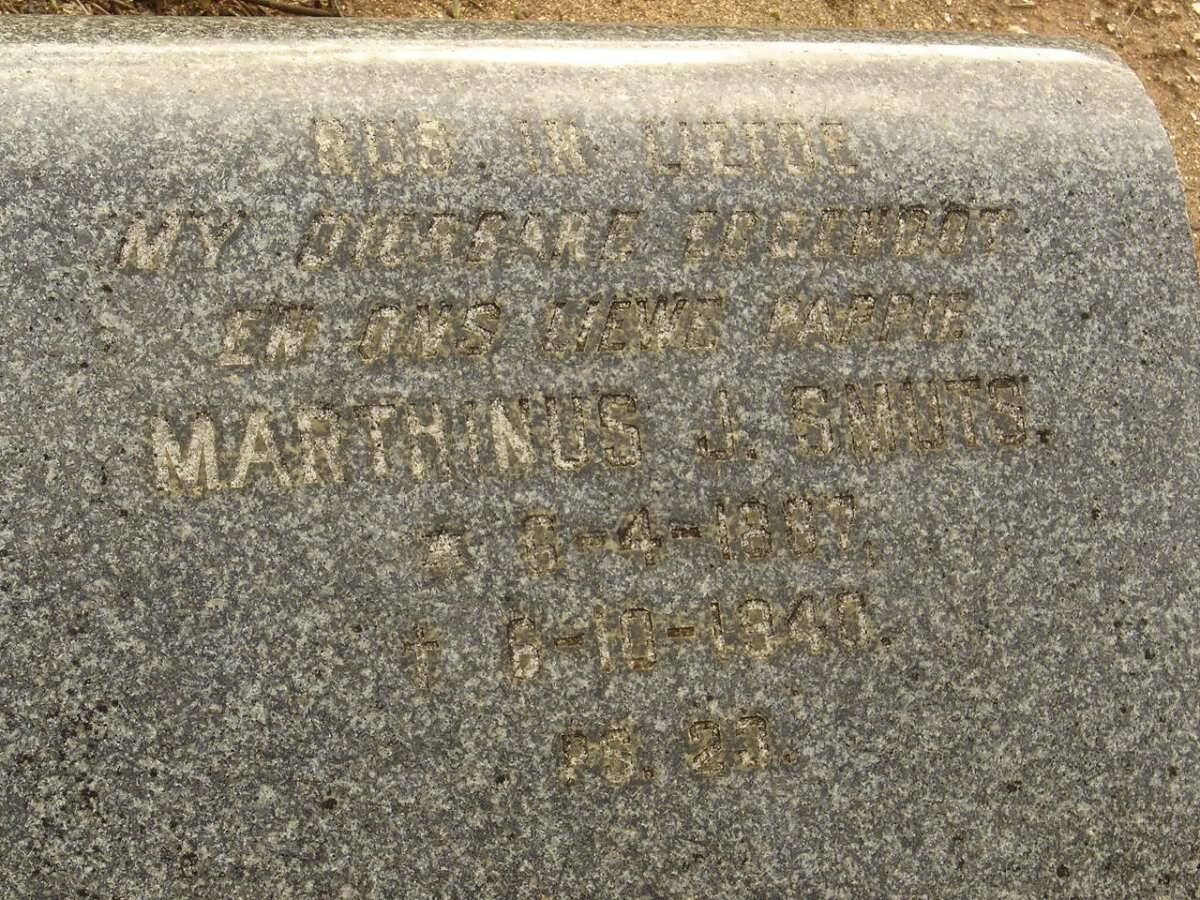 RUS IN LIEFDE
MY DIERBARE EGGENOOT
EN ONS LIEWE PAPPIE
MARTHINUS J. SMUTS.
* 6-4-1887.
† 6-10-1940.
PS. 23.